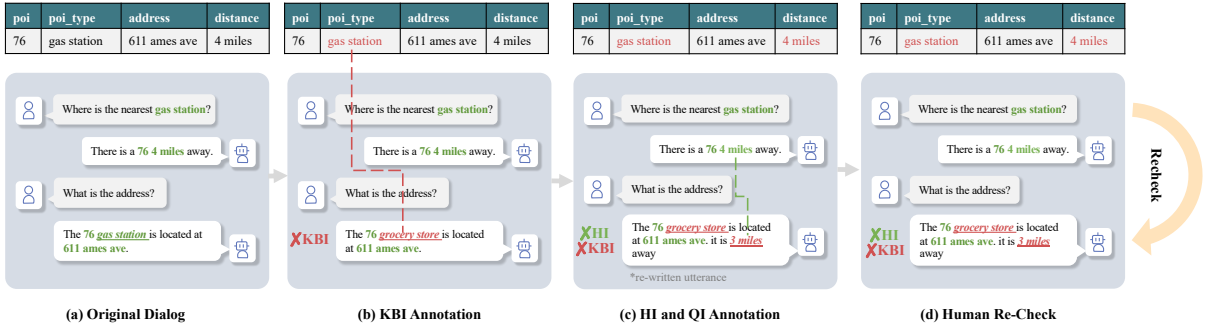 poi poi_type address distance
76 gas station 611 ames ave 4 miles
Where is the nearest gas station?
There is a 76 4 miles away.
What is the address?
The 76 gas station is located at
611 ames ave.
(a) Original Dialog
poi poi_type address distance
76 gas station 611 ames ave 4 miles
Where is the nearest gas station?
There is a 76 4 miles away.
What is the address?
✗KBI
The 76 grocery store is located
at 611 ames ave.
(b) KBI Annotation
poi poi_type address distance
76 gas station 611 ames ave 4 miles
Where is the nearest gas station?
There is a 76 4 miles away.
What is the address?
✗HI
✗KBI
The 76 grocery store is located
at 611 ames ave. it is 3 miles
away
*re-written utterance
(c) HI and QI Annotation
poi poi_type address distance
76 gas station 611 ames ave 4 miles
Where is the nearest gas station?
There is a 76 4 miles away.
What is the address?
✗HI
✗KBI
The 76 grocery store is located
at 611 ames ave. it is 3 miles
away
(d) Human Re-Check
Recheck